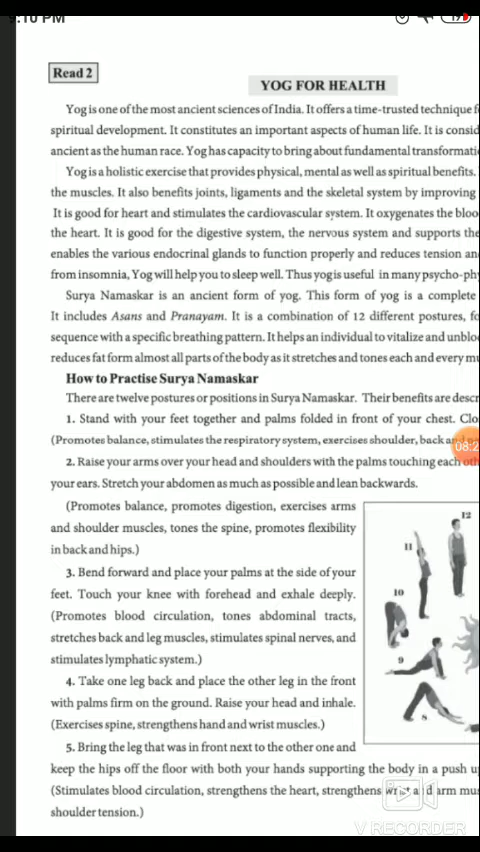 9:10 PM
Read 2
YOG FOR HEALTH
Yog is one of the most ancient sciences of India. It offers a time-trusted technique
spiritual development. It constitutes an important aspects of human life. It is
ancient as the human race. Yog has capacity to bring about fundamental
Yog is a holistic exercise that provides physical, mental as well as spiritual benefits.
the muscles. It also benefits joints, ligaments and the skeletal system by improving
It is good for heart and stimulates the cardiovascular system. It oxygenates the
the heart. It is good for the digestive system, the nervous system and supports the
enables the various endocrinal glands to function properly and reduces tension
from insomnia, Yog will help you to sleep well. Thus yog is useful in many
Surya Namaskar is an ancient form of yog. This form of yog is a complete
It includes Asans and Pranayam. It is a combination of 12 different postures,
sequence with a specific breathing pattern. It helps an individual to vitalize and
reduces fat form almost all parts of the body as it stretches and tones each and every
How to Practise Surya Namaskar
There are twelve postures or positions in Surya Namaskar. Their benefits are
1. Stand with your feet together and palms folded in front of your chest.
(Promotes balance, stimulates the respiratory system, exercises shoulder, back
2. Raise your arms over your head and shoulders with the palms touching each
your ears. Stretch your abdomen as much as possible and lean backwards.
(Promotes balance, promotes digestion, exercises arms
and shoulder muscles, tones the spine, promotes flexibility
in back and hips.)
3. Bend forward and place your palms at the side of your
feet. Touch your knee with forehead and exhale deeply.
(Promotes blood circulation, tones abdominal tracts,
stretches back and leg muscles, stimulates spinal nerves, and
stimulates lymphatic system.)
4. Take one leg back and place the other leg in the front
with palms firm on the ground. Raise your head and inhale.
(Exercises spine, strengthens hand and wrist muscles.)
5. Bring the leg that was in front next to the other one and
keep the hips off the floor with both your hands supporting the body in a push
(Stimulates blood circulation, strengthens the heart, strengthens wrist and arm
shoulder tension.)
12
11
10
9
8
V RECORDER